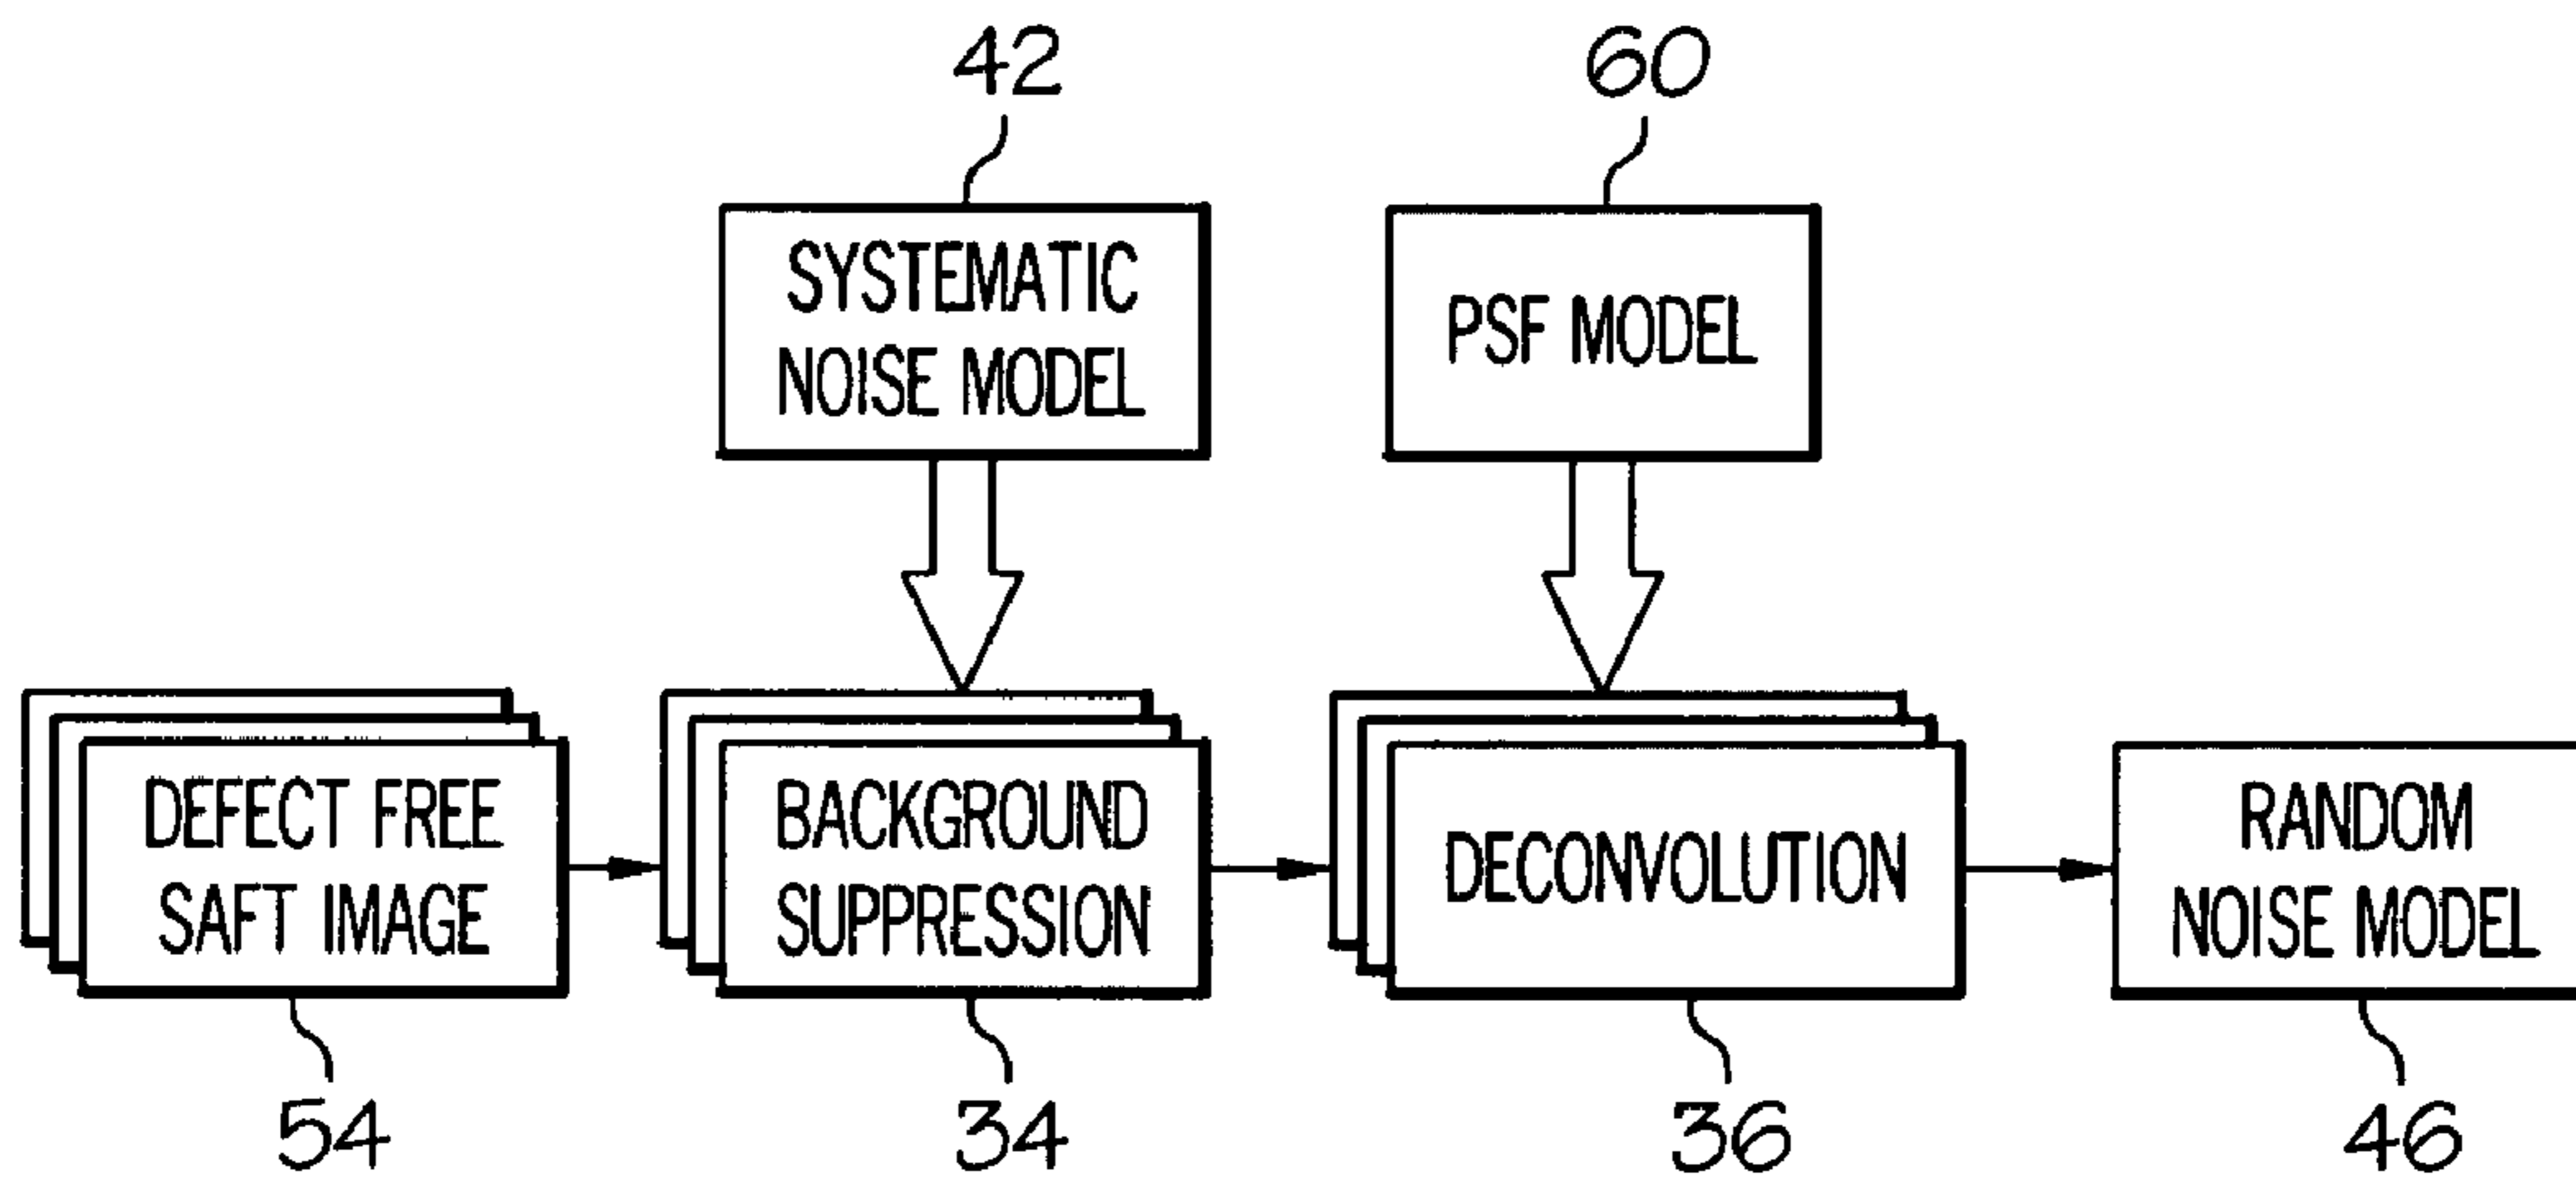 42
60
SYSTEMATIC
NOISE MODEL
PSF MODEL
DEFECT FREE
SAFT IMAGE
BACKGROUND
SUPPRESSION
DECONVOLUTION
RANDOM
NOISE MODEL
54
34
36
46